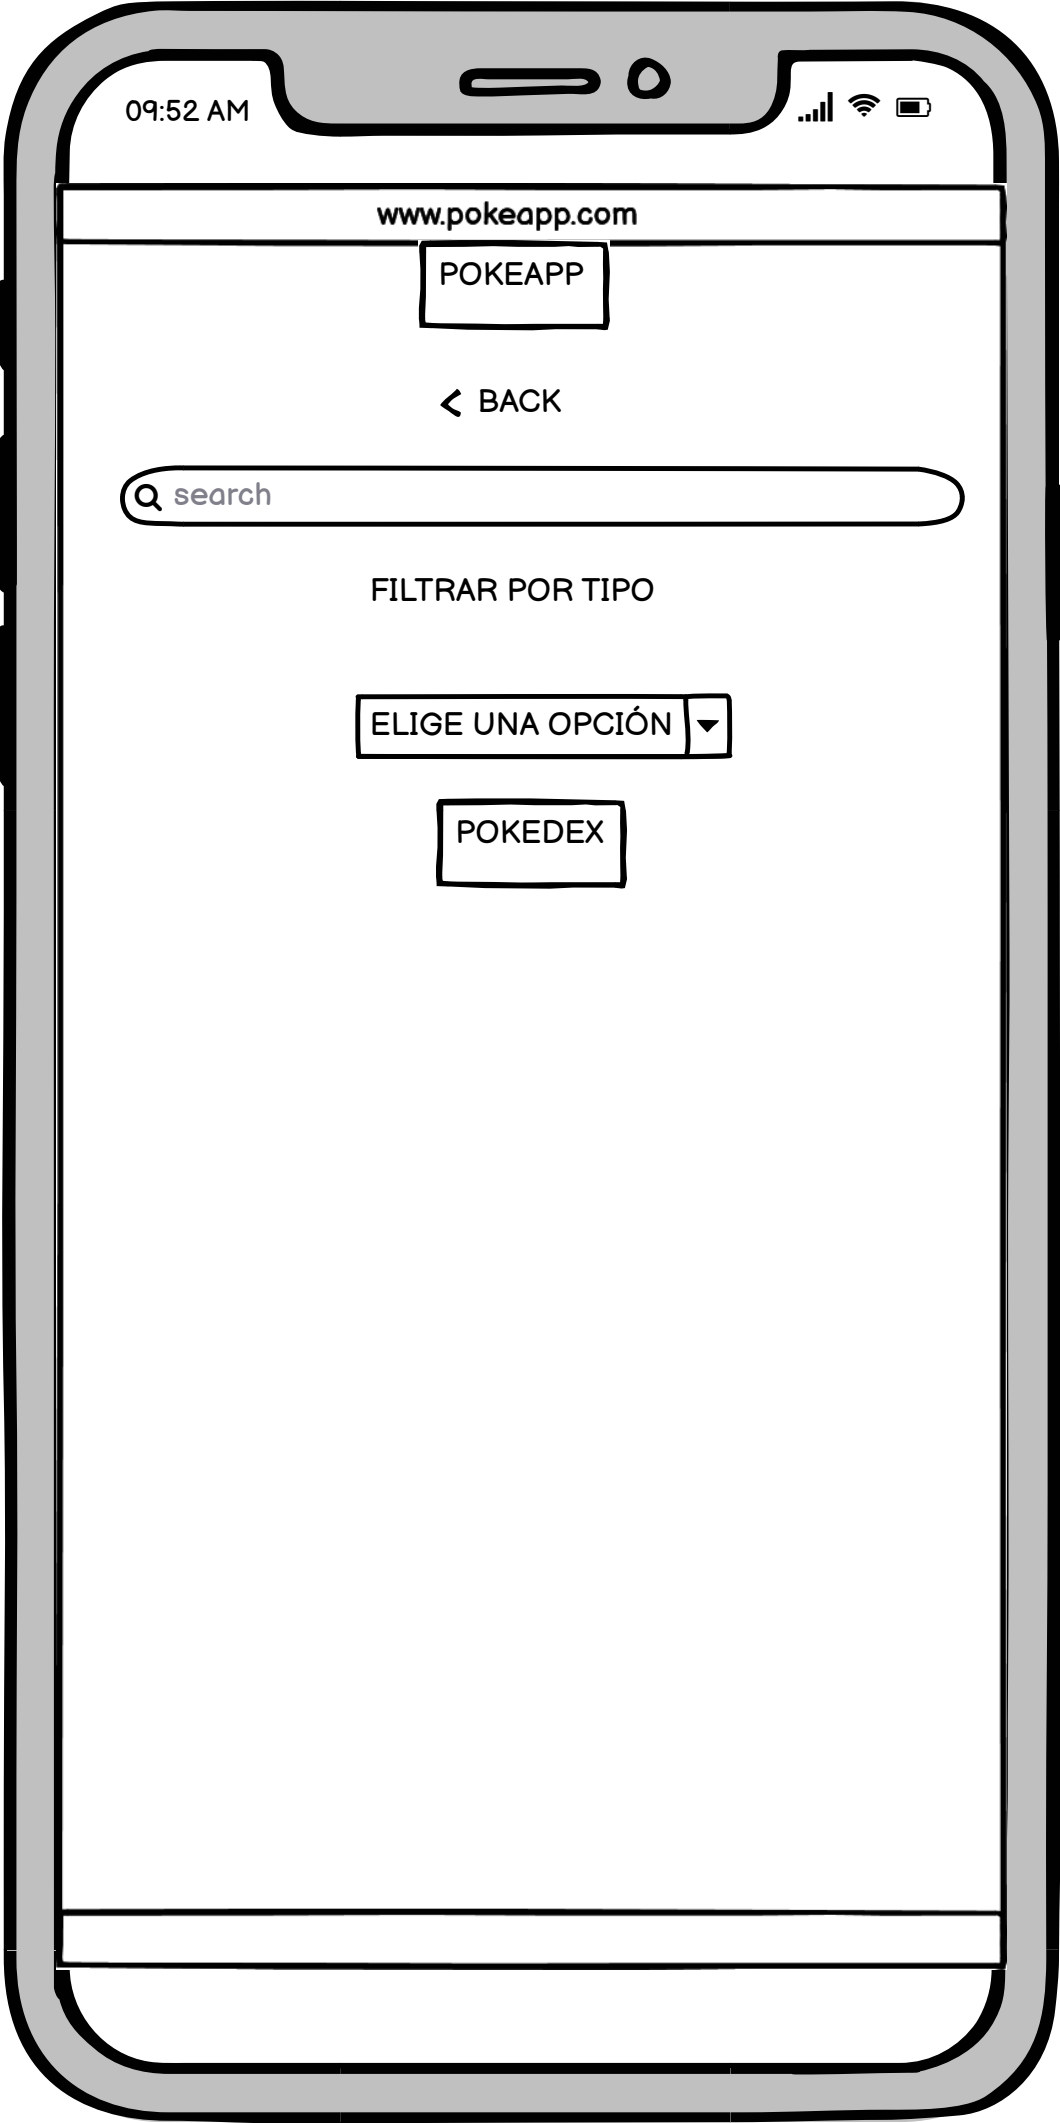 09:52 AM
www.pokeapp.com
POKEAPP
BACK
search
FILTRAR POR TIPO
ELIGE UNA OPCIÓN
POKEDEX